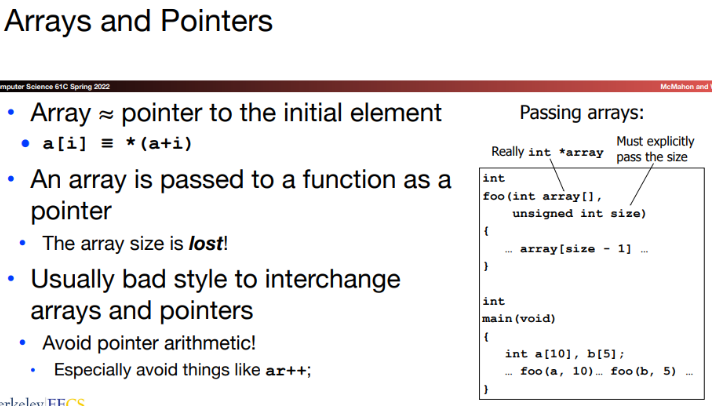 Arrays and Pointers
Computer Science 61C Spring 2022
McMahon and
• Array ≈ pointer to the initial element
• a[i] ≡ *(a+i)
• An array is passed to a function as a
pointer
• The array size is lost!
• Usually bad style to interchange
arrays and pointers
• Avoid pointer arithmetic!
• Especially avoid things like ar++;
Berkeley EECS
Passing arrays:
Really int *array
Must explicitly
pass the size
int
foo(int array[],
unsigned int size)
{
… array[size - 1] …
}
int
main(void)
{
int a[10], b[5];
… foo(a, 10)… foo(b, 5) …
}